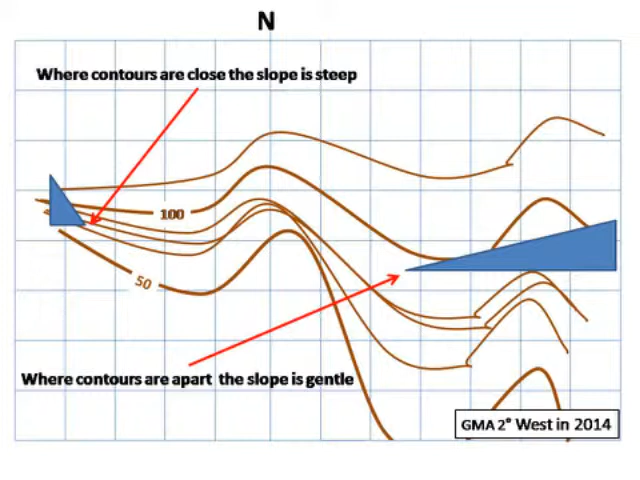 N
Where contours are close the slope is steep
100
50
Where contours are apart the slope is gentle
GMA 2° West in 2014